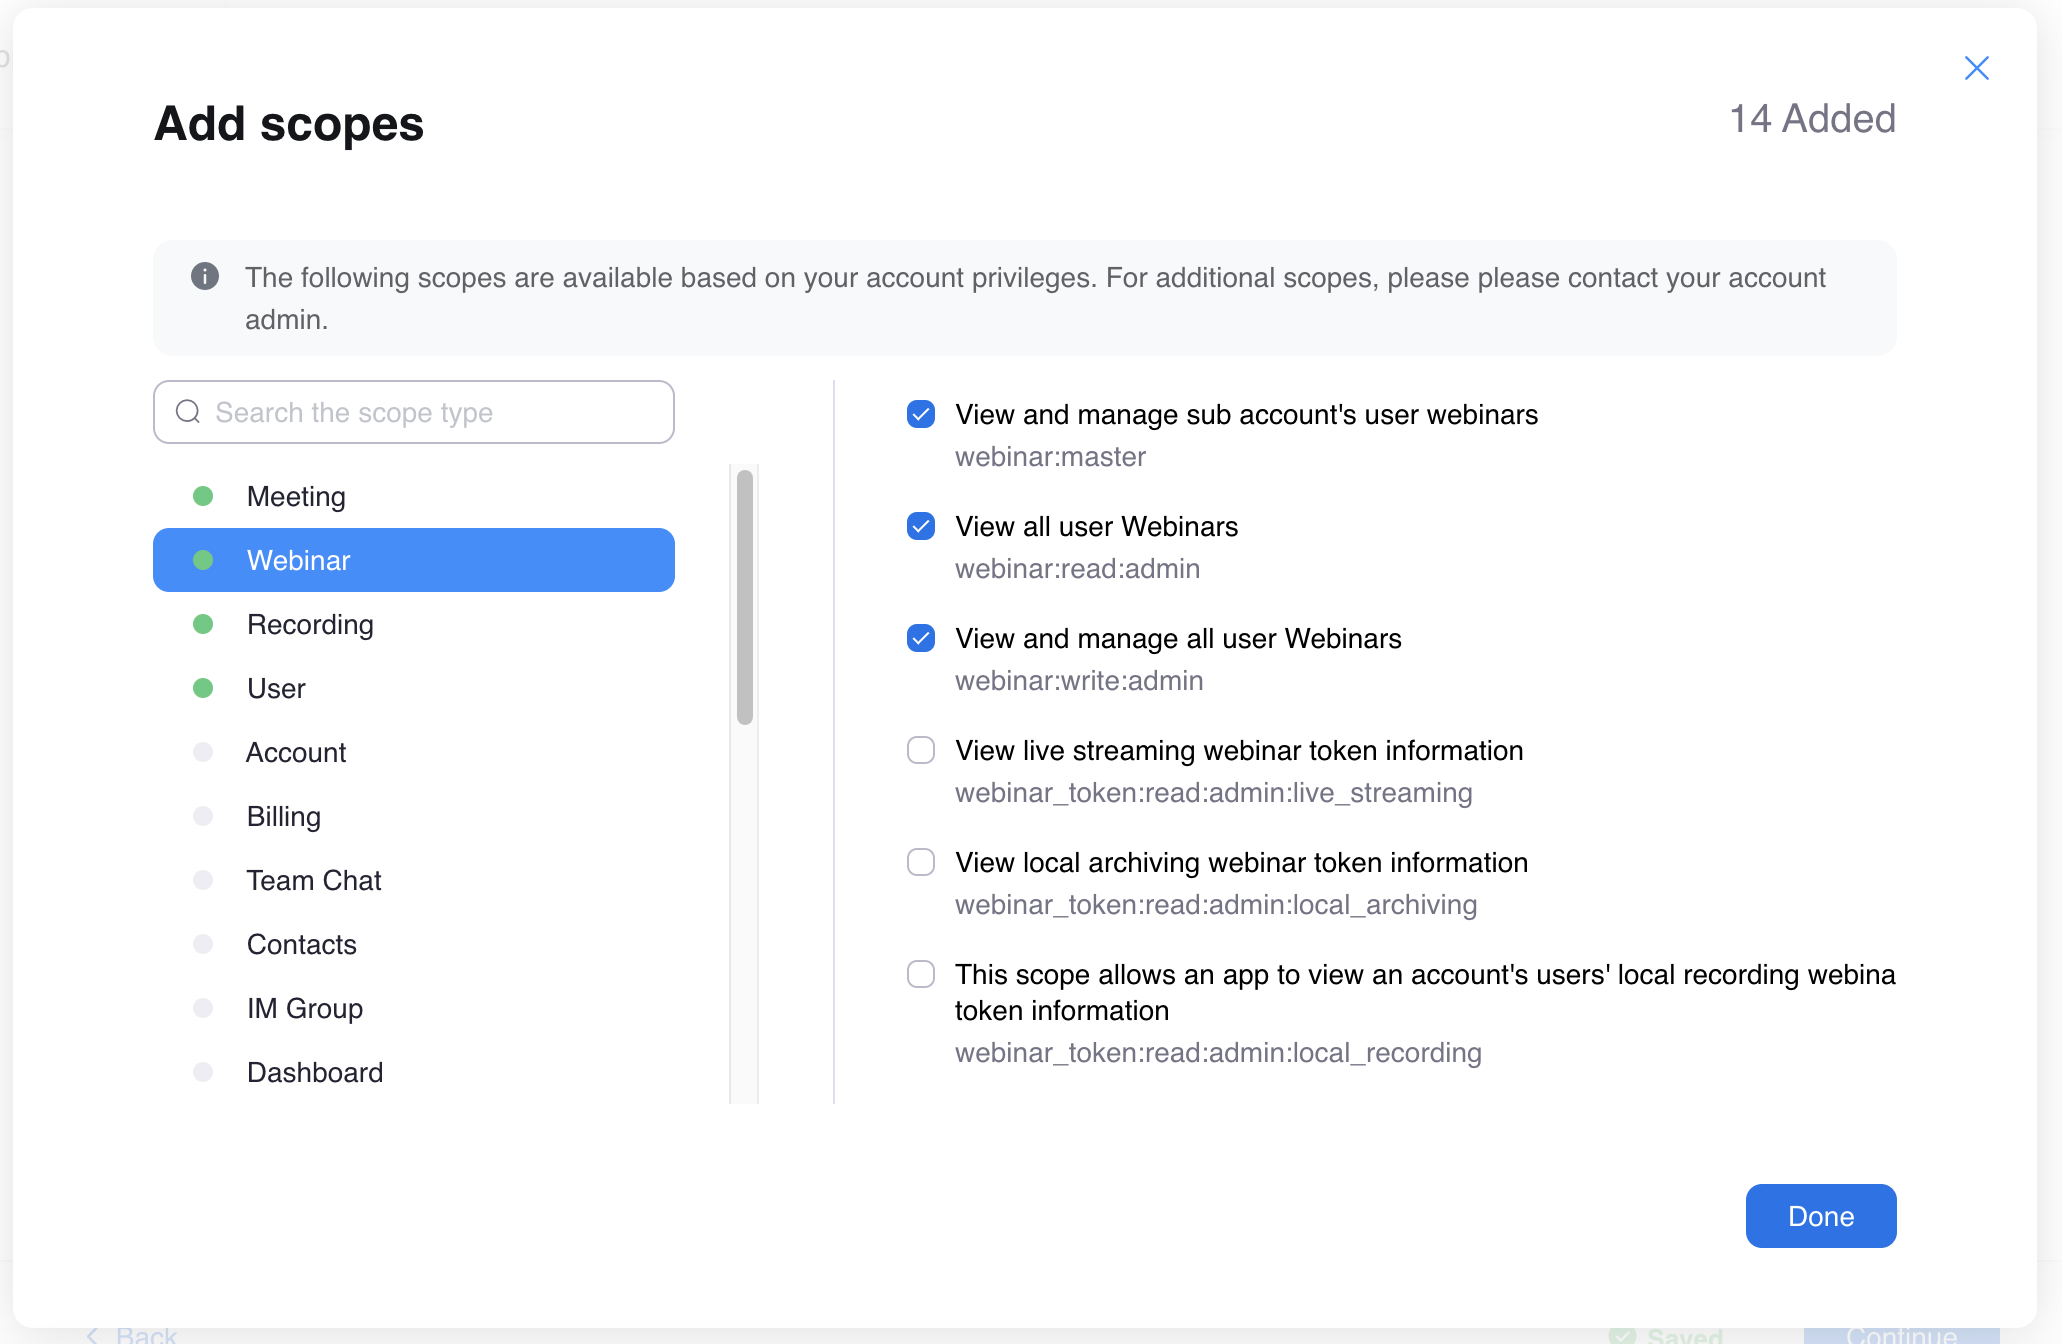 Add scopes
14 Added
The following scopes are available based on your account privileges. For additional scopes, please please contact your account
admin.
Search the scope type
Meeting
Webinar
Recording
User
Account
Billing
Team Chat
Contacts
IM Group
Dashboard
View and manage sub account's user webinars
webinar:master
View all user Webinars
webinar:read:admin
View and manage all user Webinars
webinar:write:admin
View live streaming webinar token information
webinar_token:read:admin:live_streaming
View local archiving webinar token information
webinar_token:read:admin:local_archiving
This scope allows an app to view an account's users' local recording webina
token information
webinar_token:read:admin:local_recording
Done
Back
Saved
Continue